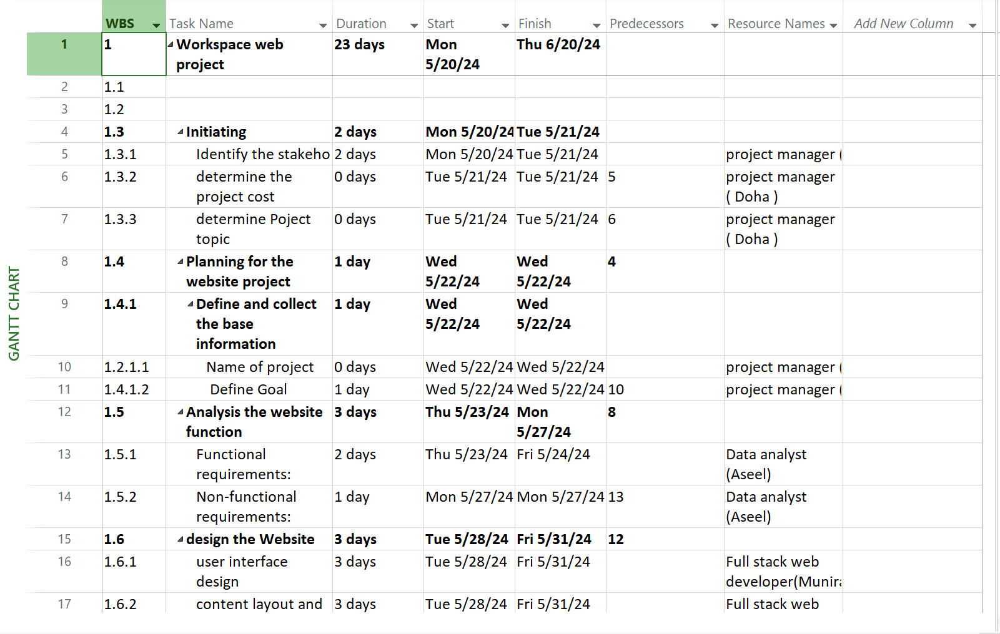 WBS Task Name Duration Start Finish Predecessors Resource Names Add New Column
1 1 Workspace web project 23 days Mon 5/20/24 Thu 6/20/24
2 1.1
3 1.2
4 1.3 Initiating 2 days Mon 5/20/24 Tue 5/21/24
5 1.3.1 Identify the stakeho 2 days Mon 5/20/24 Tue 5/21/24 project manager (
6 1.3.2 determine the project cost 0 days Tue 5/21/24 Tue 5/21/24 5 project manager ( Doha )
7 1.3.3 determine Poject topic 0 days Tue 5/21/24 Tue 5/21/24 6 project manager ( Doha )
8 1.4 Planning for the website project 1 day Wed 5/22/24 Wed 5/22/24 4
9 1.4.1 Define and collect the base information 1 day Wed 5/22/24 Wed 5/22/24
10 1.2.1.1 Name of project 0 days Wed 5/22/24 Wed 5/22/24 project manager (
11 1.4.1.2 Define Goal 1 day Wed 5/22/24 Wed 5/22/24 10 project manager (
12 1.5 Analysis the website function 3 days Thu 5/23/24 Mon 5/27/24 8
13 1.5.1 Functional requirements: 2 days Thu 5/23/24 Fri 5/24/24 Data analyst (Aseel)
14 1.5.2 Non-functional requirements: 1 day Mon 5/27/24 Mon 5/27/24 13 Data analyst (Aseel)
15 1.6 design the Website 3 days Tue 5/28/24 Fri 5/31/24 12
16 1.6.1 user interface design 3 days Tue 5/28/24 Fri 5/31/24 Full stack web developer(Munira
17 1.6.2 content layout and 3 days Tue 5/28/24 Fri 5/31/24 Full stack web
GANTT CHART